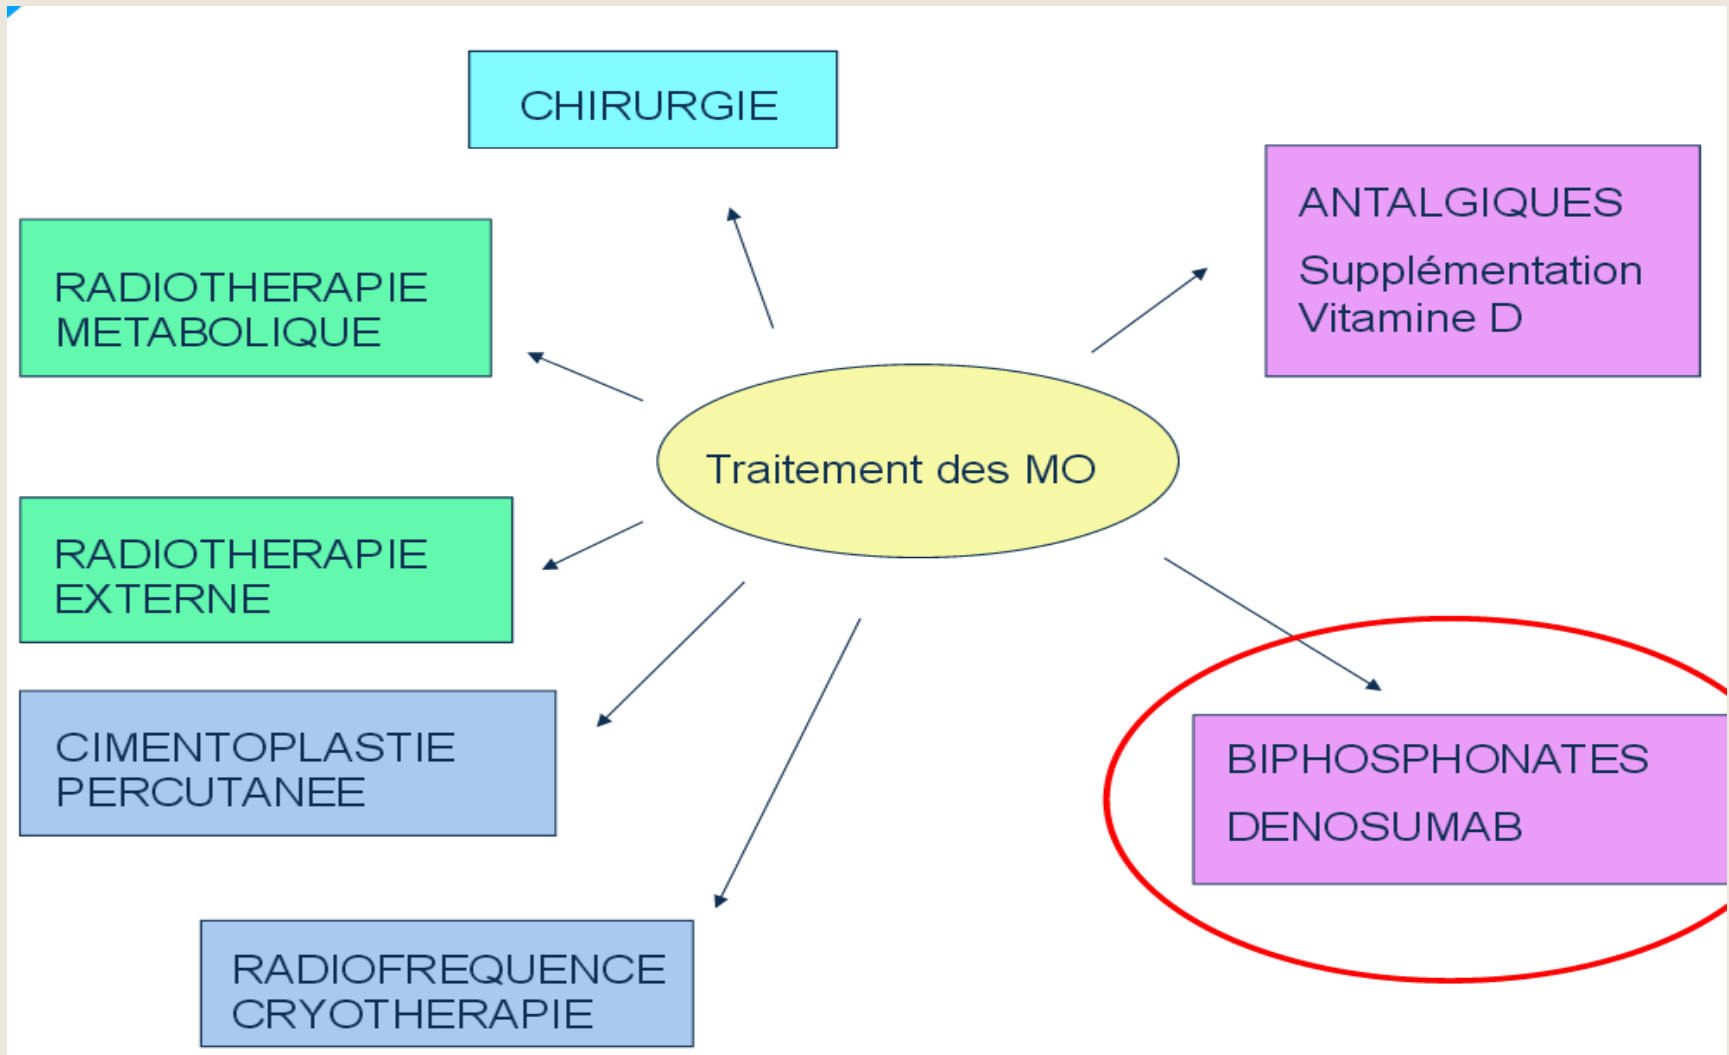 CHIRURGIE
ANTALGIQUES
Supplémentation
Vitamine D
RADIOTHERAPIE
METABOLIQUE
Traitement des MO
RADIOTHERAPIE
EXTERNE
CIMENTOPLASTIE
PERCUTANEE
BIPHOSPHONATES
DENOSUMAB
RADIOFREQUENCE
CRYOTHERAPIE